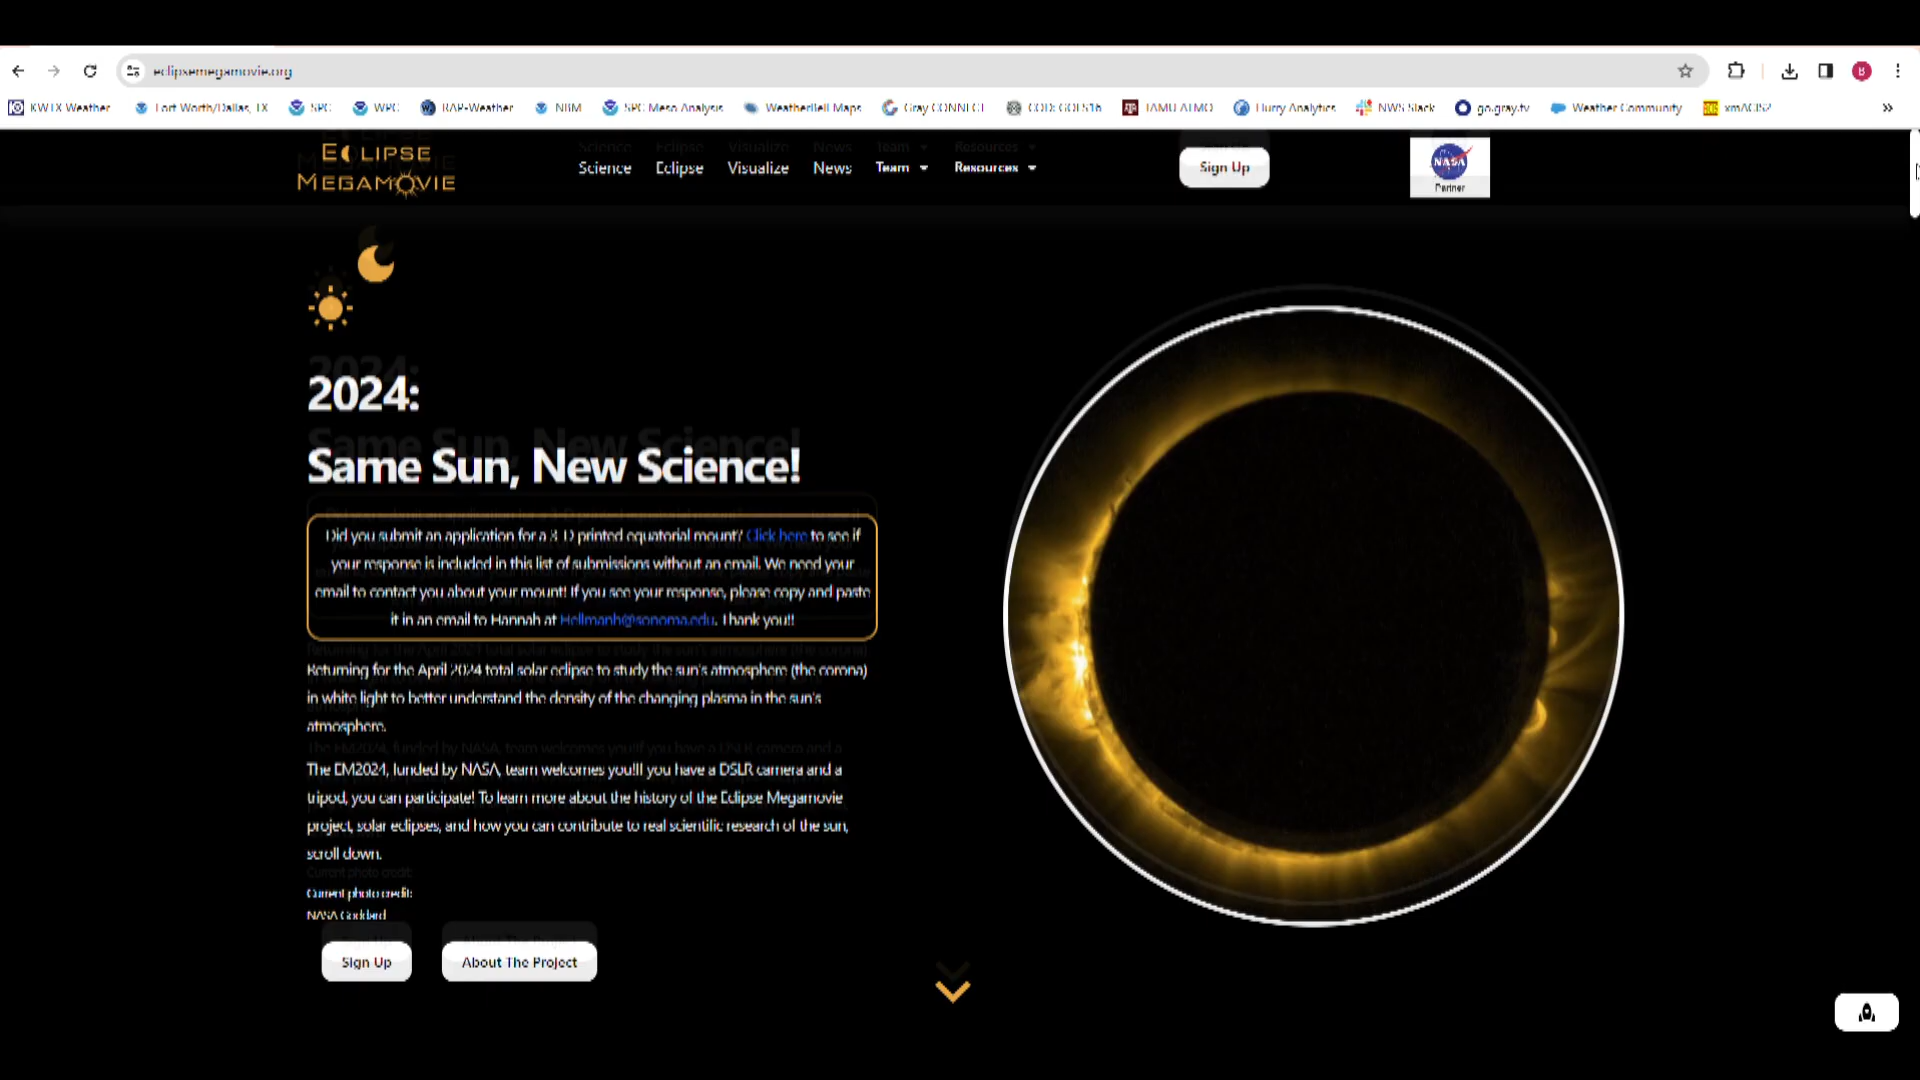 eclipsemegamovie.org
KWTX Weather Fort Worth/Dallas, TX SPC WPC RAP-Weather NBM SPC Meso Analysis WeatherBell Maps Gray CONNECT COD GOES16 TAMU ATMO Flurry Analytics NWS Slack go.gray.tv Weather Community xmACIS2 »
ECLIPSE
MEGAMOVIE
Science Eclipse Visualize News Team Resources Sign Up
NASA
Partner
2024:
Same Sun, New Science!
Did you submit an application for a 3-D printed equatorial mount? Click here to see if
your response is included in this list of submissions without an email. We need your
email to contact you about your mount! If you see your response, please copy and paste
it in an email to Hannah at Hellmanh@sonoma.edu. Thank you!!
Returning for the April 2024 total solar eclipse to study the sun's atmosphere (the corona)
in white light to better understand the density of the changing plasma in the sun's
atmosphere.
The EM2024, funded by NASA, team welcomes you!If you have a DSLR camera and a
tripod, you can participate! To learn more about the history of the Eclipse Megamovie
project, solar eclipses, and how you can contribute to real scientific research of the sun,
scroll down.
Current photo credit:
NASA Goddard
Sign Up About The Project
B